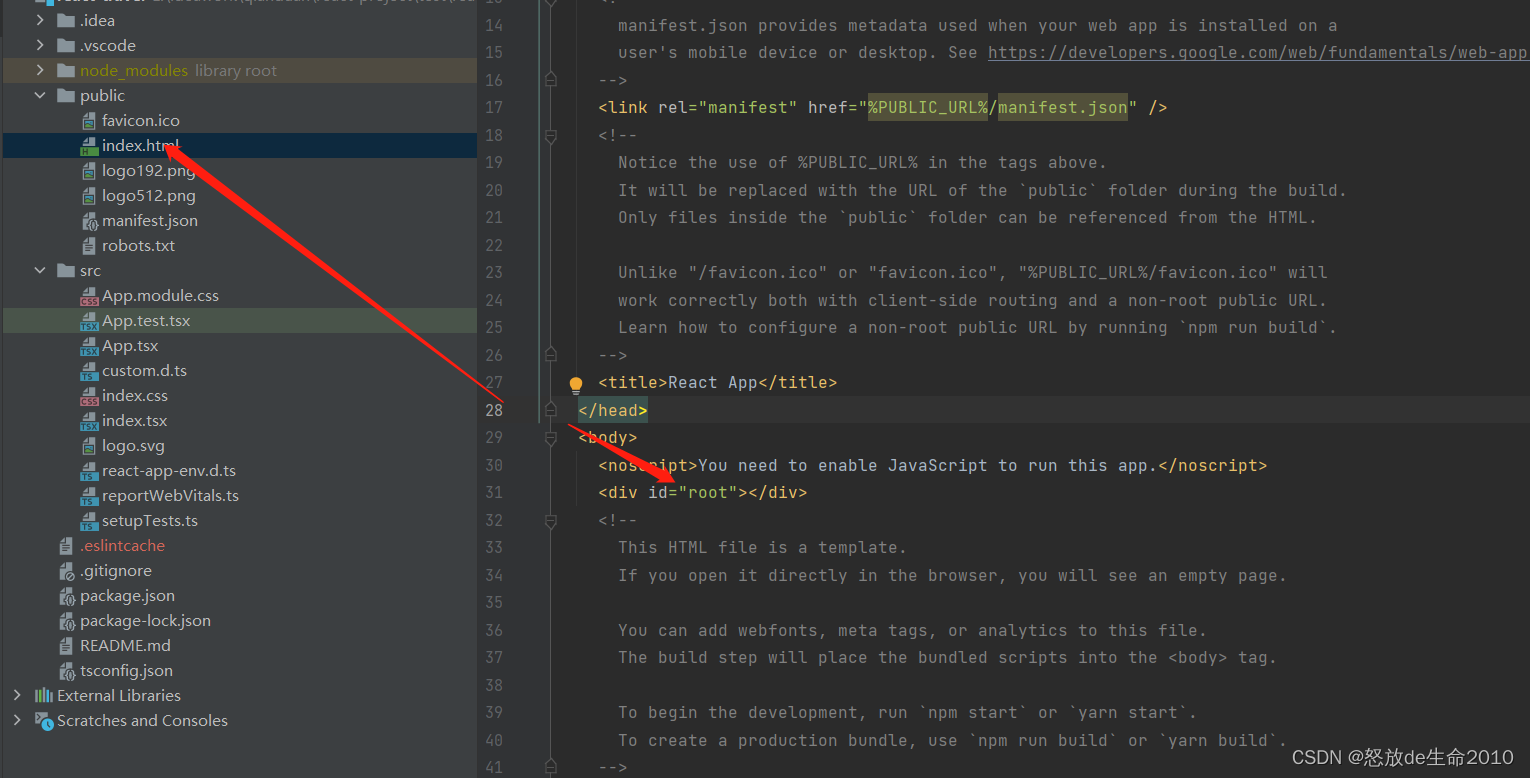 .idea
.vscode
node_modules library root
public
favicon.ico
index.html
logo192.png
logo512.png
manifest.json
robots.txt
src
App.module.css
App.test.tsx
App.tsx
custom.d.ts
index.css
index.tsx
logo.svg
react-app-env.d.ts
reportWebVitals.ts
setupTests.ts
.eslintcache
.gitignore
package.json
package-lock.json
README.md
tsconfig.json
External Libraries
Scratches and Consoles
14 manifest.json provides metadata used when your web app is installed on a
15 user's mobile device or desktop. See https://developers.google.com/web/fundamentals/web-app
16 -->
17 <link rel="manifest" href="%PUBLIC_URL%/manifest.json" />
18 <!--
19 Notice the use of %PUBLIC_URL% in the tags above.
20 It will be replaced with the URL of the `public` folder during the build.
21 Only files inside the `public` folder can be referenced from the HTML.
22
23 Unlike "/favicon.ico" or "favicon.ico", "%PUBLIC_URL%/favicon.ico" will
24 work correctly both with client-side routing and a non-root public URL.
25 Learn how to configure a non-root public URL by running `npm run build`.
26 -->
27 <title>React App</title>
28 </head>
29 <body>
30 <noscript>You need to enable JavaScript to run this app.</noscript>
31 <div id="root"></div>
32 <!--
33 This HTML file is a template.
34 If you open it directly in the browser, you will see an empty page.
35
36 You can add webfonts, meta tags, or analytics to this file.
37 The build step will place the bundled scripts into the <body> tag.
38
39 To begin the development, run `npm start` or `yarn start`.
40 To create a production bundle, use `npm run build` or `yarn build`.
41 -->
CSDN @怒放de生命2010